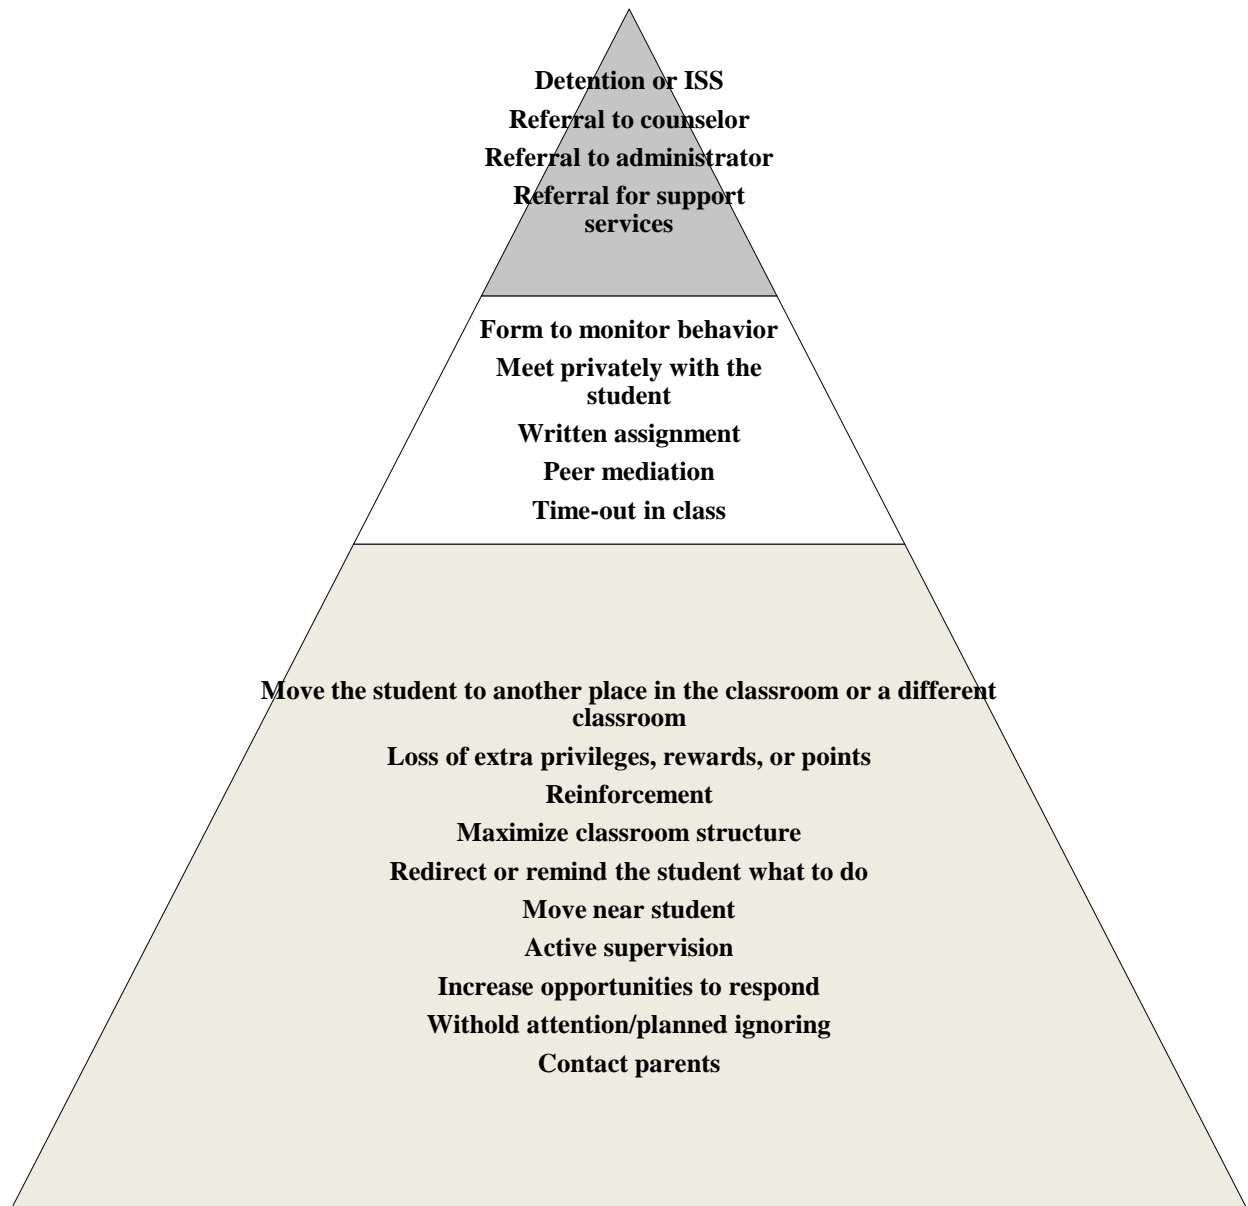 Detention or ISS
Referral to counselor
Referral to administrator
Referral for support
services
Form to monitor behavior
Meet privately with the
student
Written assignment
Peer mediation
Time-out in class
Move the student to another place in the classroom or a different
classroom
Loss of extra privileges, rewards, or points
Reinforcement
Maximize classroom structure
Redirect or remind the student what to do
Move near student
Active supervision
Increase opportunities to respond
Withold attention/planned ignoring
Contact parents